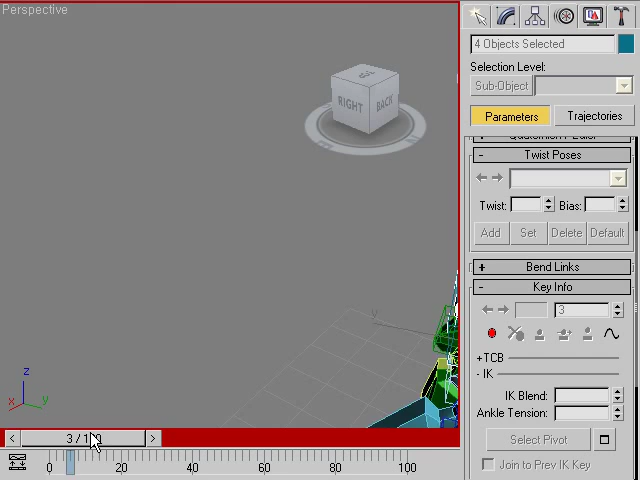 Perspective
4 Objects Selected
Selection Level:
Sub-Object
Parameters
Trajectories
- Twist Poses
Twist:
Bias:
Add
Set
Delete
Default
+ Bend Links
- Key Info
3
+TCB
- IK
IK Blend:
Ankle Tension:
Select Pivot
Join to Prev IK Key
RIGHT
BACK
z
x
y
y
<
>
0
20
40
60
80
100